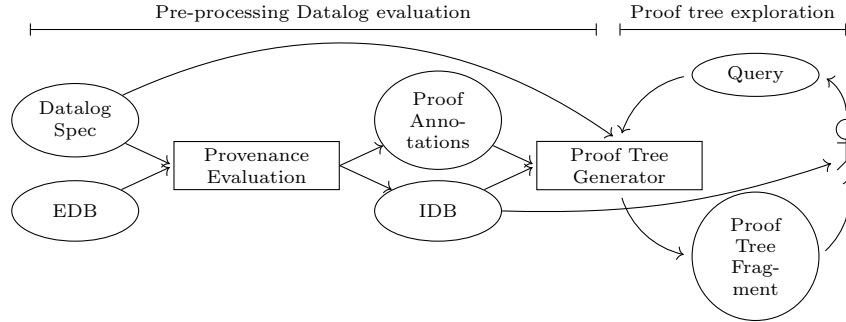 Pre-processing Datalog evaluation
Proof tree exploration
Query
Datalog
Spec
Proof
Anno-
tations
Provenance
Evaluation
Proof Tree
Generator
EDB
IDB
Proof
Tree
Frag-
ment